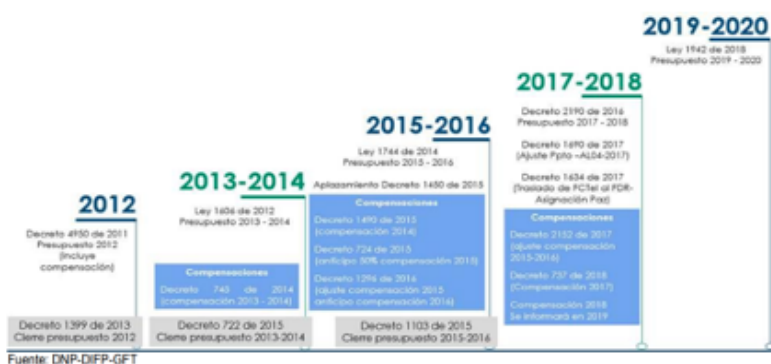 2012
Decreto 4950 de 2011
Presupuesto 2012
(Incluye
compensación)
Decreto 1399 de 2013
Cierre presupuesto 2012
2013-2014
Ley 1606 de 2012
Presupuesto 2013 - 2014
Compensaciones
Decreto 745 de 2014
(compensación 2013 - 2014)
Decreto 722 de 2015
Cierre presupuesto 2013-2014
2015-2016
Ley 1744 de 2014
Presupuesto 2015 - 2016
Aplazamiento Decreto 1450 de 2015
Compensaciones
Decreto 1490 de 2015
(compensación 2014)
Decreto 724 de 2015
(anticipo 50% compensación 2015)
Decreto 1296 de 2016
(ajuste compensación 2015
anticipo compensación 2016)
Decreto 1103 de 2015
Cierre presupuesto 2015-2016
2017-2018
Decreto 2190 de 2016
Presupuesto 2017 - 2018
Decreto 1690 de 2017
(Ajuste Ppto -AL04-2017)
Decreto 1634 de 2017
(Traslado de FCTeI al FDR-
Asignación Paz)
Compensaciones
Decreto 2152 de 2017
(ajuste compensación
2015-2016)
Decreto 737 de 2018
(Compensación 2017)
Compensación 2018
Se informará en 2019
2019-2020
Ley 1942 de 2018
Presupuesto 2019 - 2020
Fuente: DNP-DIFP-GFT